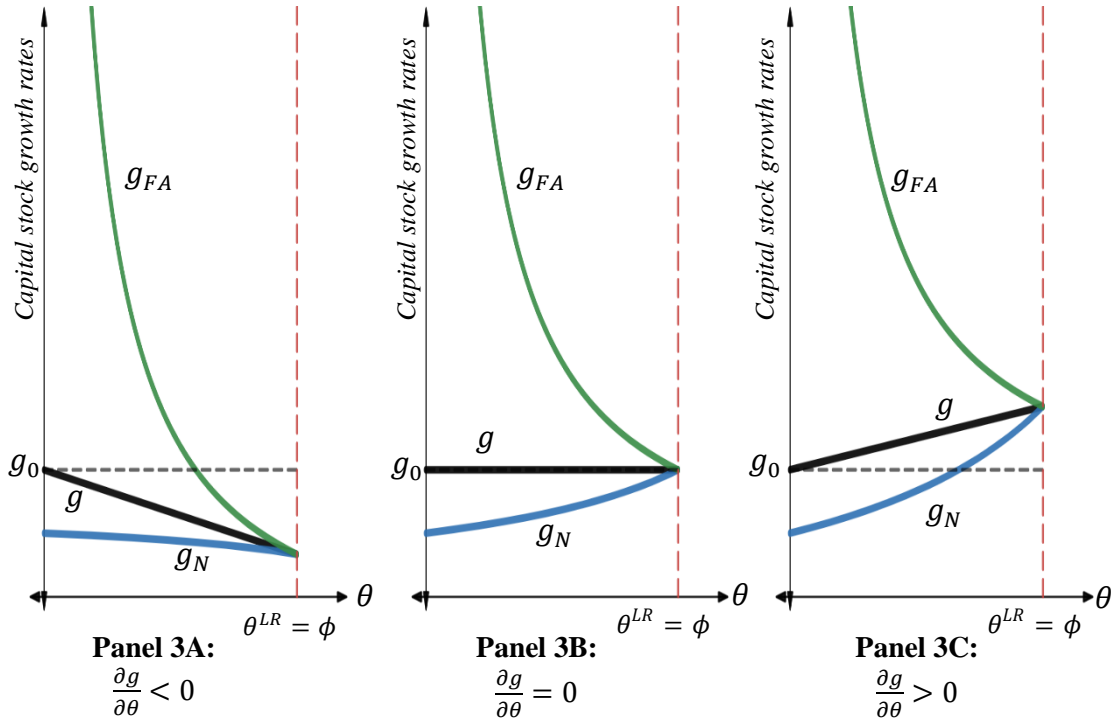 Capital stock growth rates
g_FA
g_0
g
g_N
θ
θ^LR = ϕ
Panel 3A:
∂g/∂θ < 0
Capital stock growth rates
g_FA
g
g_0
g_N
θ
θ^LR = ϕ
Panel 3B:
∂g/∂θ = 0
Capital stock growth rates
g_FA
g
g_0
g_N
θ
θ^LR = ϕ
Panel 3C:
∂g/∂θ > 0